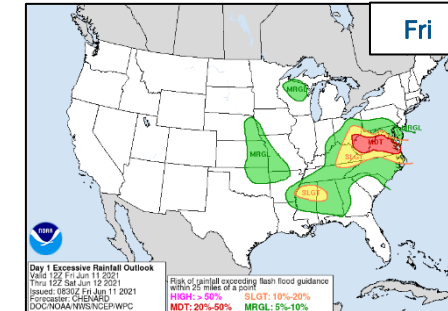 Fri
MRGL
MRGL
MRGL
MDT
SLGT
SLGT
NOAA
Day 1 Excessive Rainfall Outlook
Valid 12Z Fri Jun 11 2021
Thru 12Z Sat Jun 12 2021
Issued: 0830Z Fri Jun 11 2021
Forecaster: CHENARD
DOC/NOAA/NWS/NCEP/WPC
Risk of rainfall exceeding flash flood guidance
within 25 miles of a point
HIGH: > 50% SLGT: 10%-20%
MDT: 20%-50% MRGL: 5%-10%